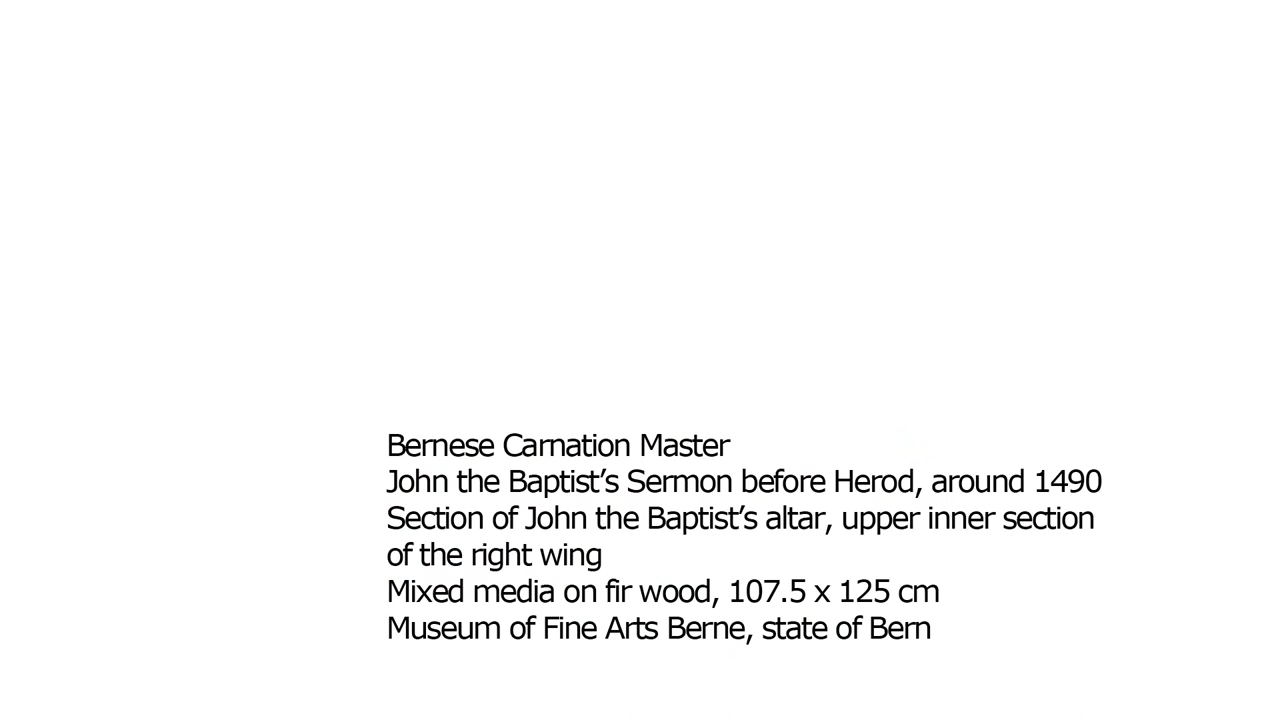 Bernese Carnation Master
John the Baptist’s Sermon before Herod, around 1490
Section of John the Baptist’s altar, upper inner section
of the right wing
Mixed media on fir wood, 107.5 x 125 cm
Museum of Fine Arts Berne, state of Bern